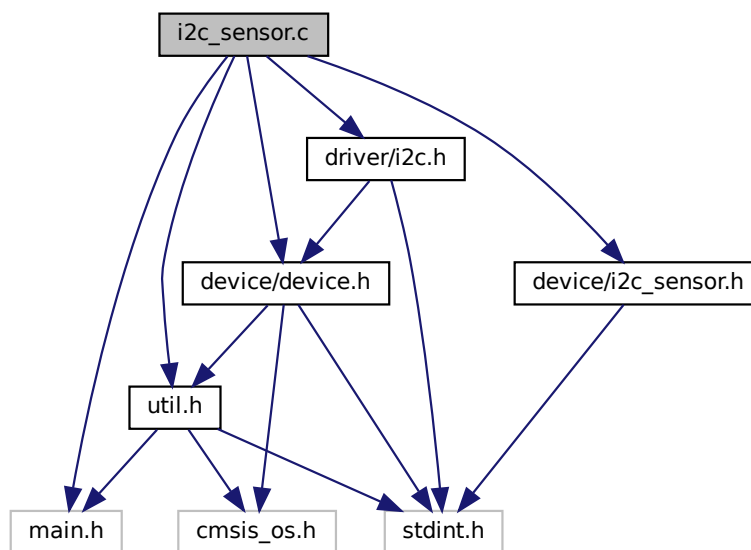 i2c_sensor.c
driver/i2c.h
device/device.h
device/i2c_sensor.h
util.h
main.h
cmsis_os.h
stdint.h